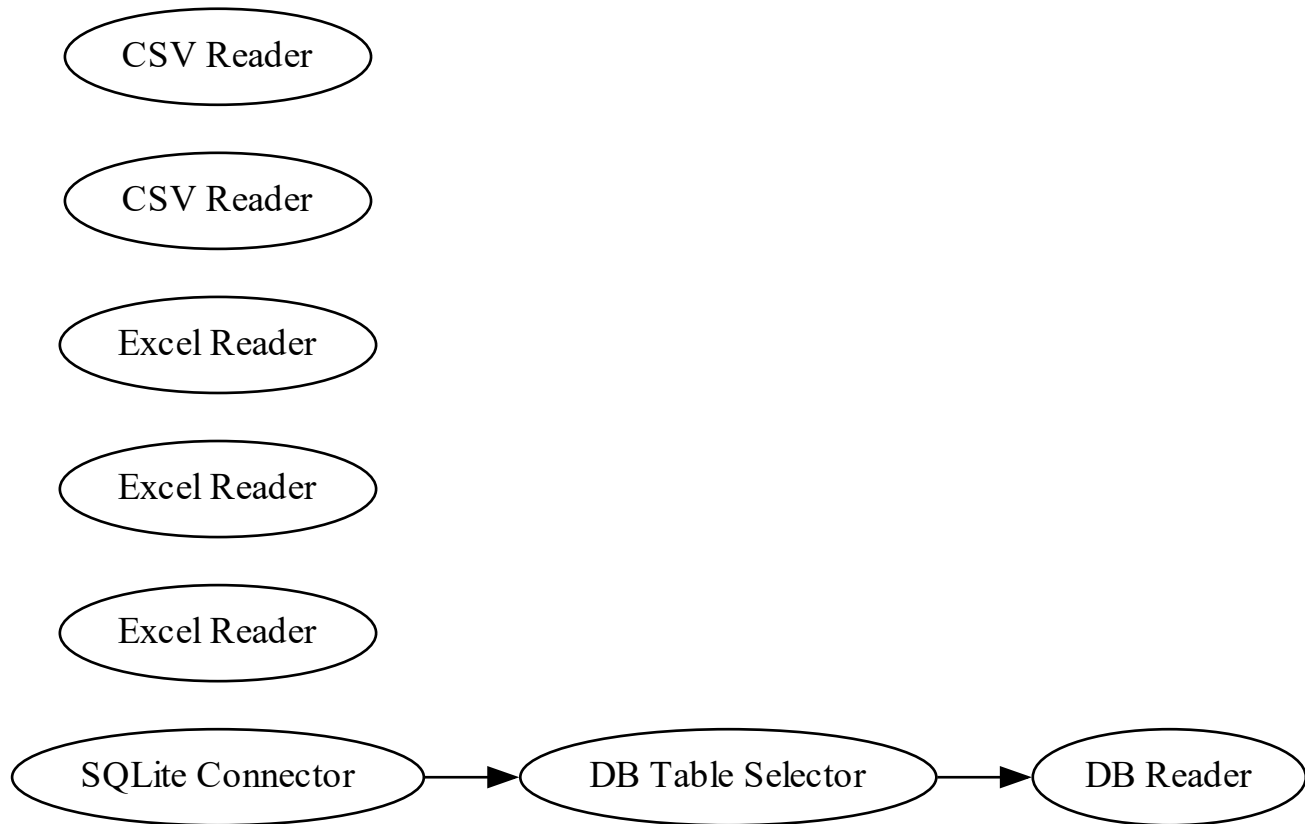 CSV Reader
CSV Reader
Excel Reader
Excel Reader
Excel Reader
SQLite Connector
DB Table Selector
DB Reader